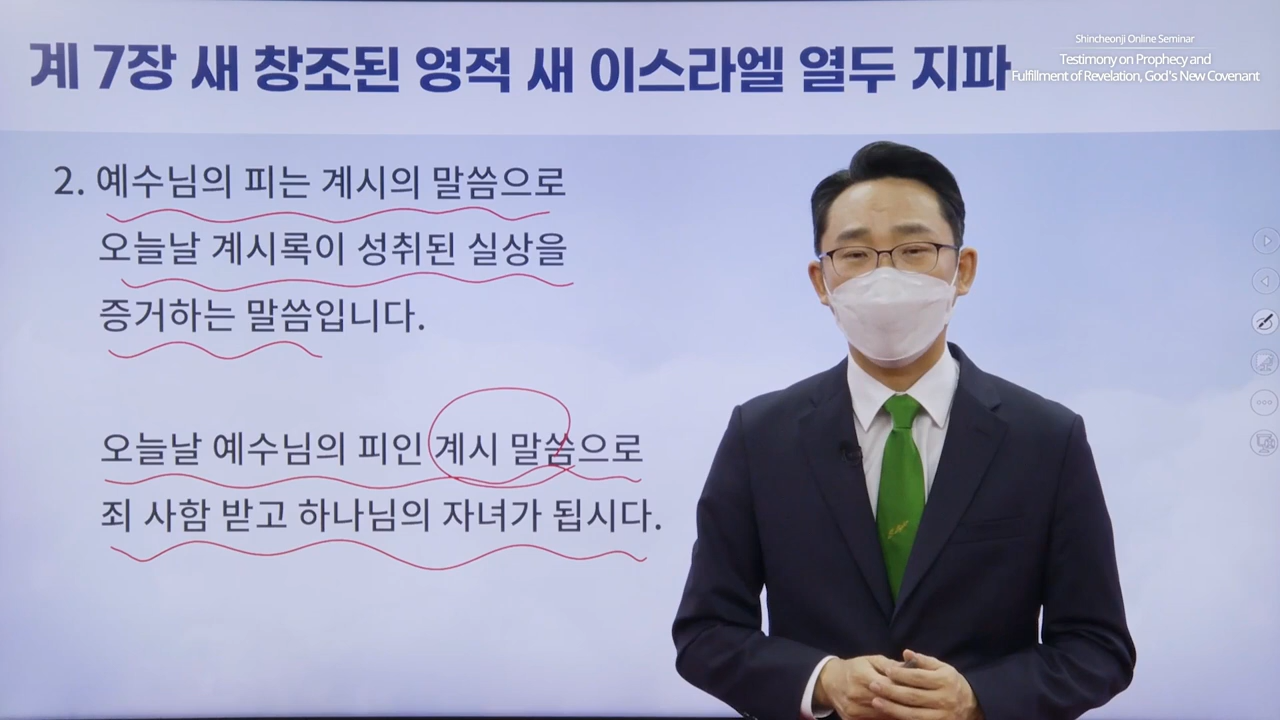 계 7장 새 창조된 영적 새 이스라엘 열두 지파
Shincheonji Online Seminar
Testimony on Prophecy and
Fulfillment of Revelation, God's New Covenant
2. 예수님의 피는 계시의 말씀으로
오늘날 계시록이 성취된 실상을
증거하는 말씀입니다.
오늘날 예수님의 피인 계시 말씀으로
죄 사함 받고 하나님의 자녀가 됩시다.